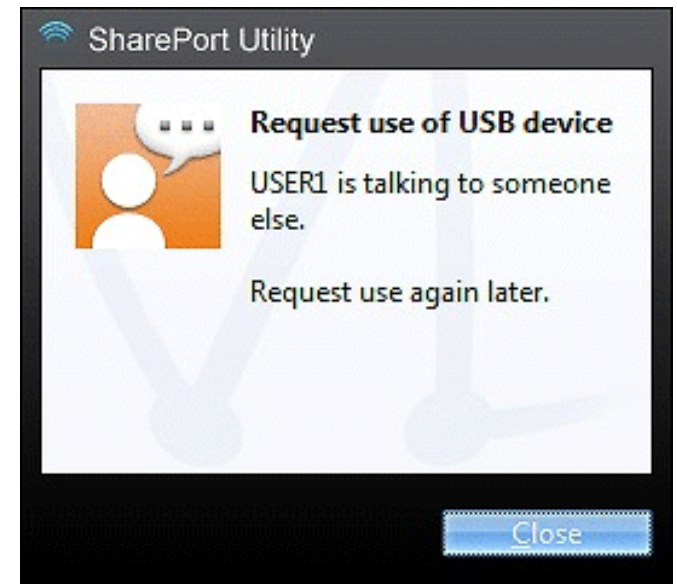 SharePort Utility
Request use of USB device
USER1 is talking to someone
else.
Request use again later.
Close